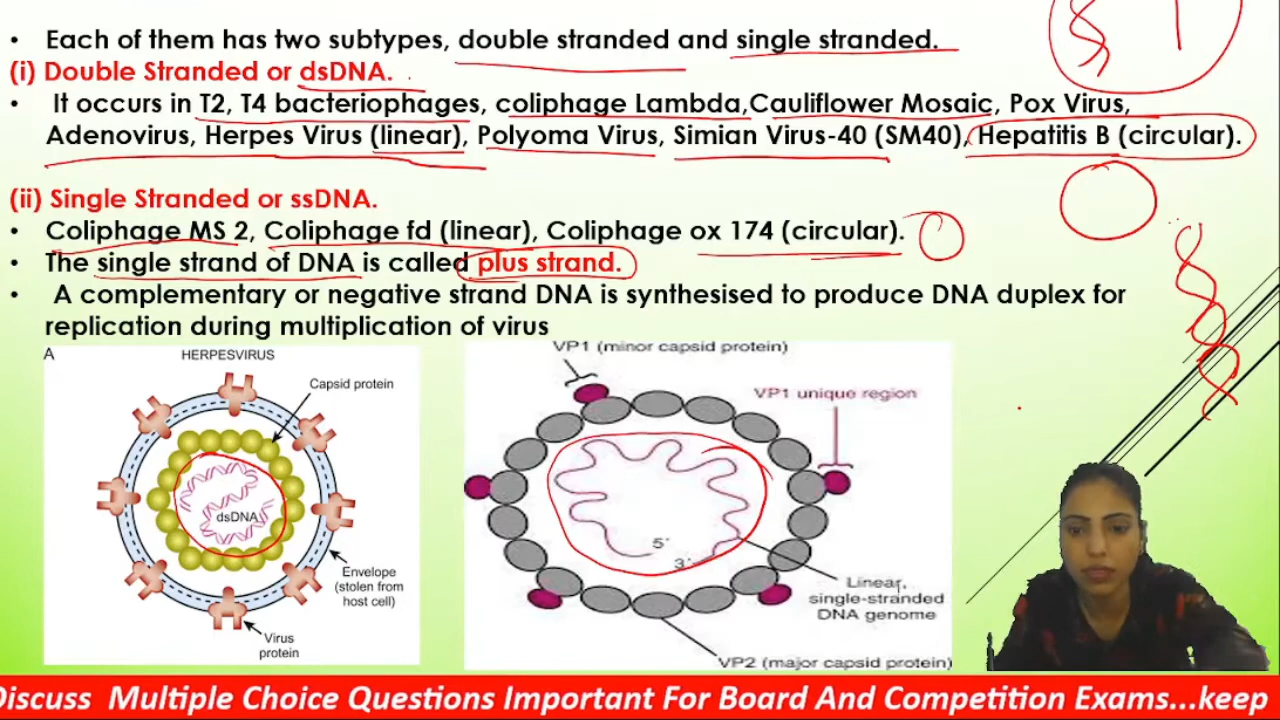 • Each of them has two subtypes, double stranded and single stranded.
(i) Double Stranded or dsDNA.
• It occurs in T2, T4 bacteriophages, coliphage Lambda,Cauliflower Mosaic, Pox Virus,
Adenovirus, Herpes Virus (linear), Polyoma Virus, Simian Virus-40 (SM40), Hepatitis B (circular).
(ii) Single Stranded or ssDNA.
• Coliphage MS 2, Coliphage fd (linear), Coliphage ox 174 (circular).
• The single strand of DNA is called plus strand.
• A complementary or negative strand DNA is synthesised to produce DNA duplex for
replication during multiplication of virus
A
HERPESVIRUS
Capsid protein
dsDNA
Envelope
(stolen from
host cell)
Virus
protein
VP1 (minor capsid protein)
VP1 unique region
5'
3'
Linear,
single-stranded
DNA genome
VP2 (major capsid protein)
Discuss Multiple Choice Questions Important For Board And Competition Exams...keep